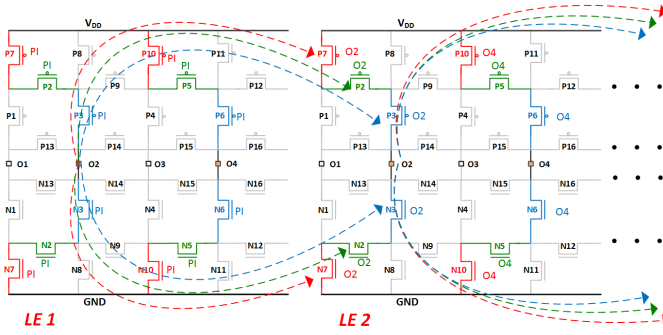 VDD VDD
P7 PI P8 P10 PI P11 P7 O2 P8 P10 O4 P11
PI PI O2 O4
P2 P9 P5 P12 P2 P9 P5 P12
P1 P3 PI P4 P6 PI P1 P3 O2 P4 P6 O4
P13 P14 P15 P16 P13 P14 P15 P16
O1 O2 O3 O4 O1 O2 O3 O4
N13 N14 N15 N16 N13 N14 N15 N16
N1 N3 PI N4 N6 PI N1 N3 O2 N4 N6 O4
N2 N9 N5 N12 N2 N9 N5 N12
PI PI O2 O4
N7 PI N8 N10 PI N11 N7 O2 N8 N10 O4 N11
GND GND
LE 1 LE 2